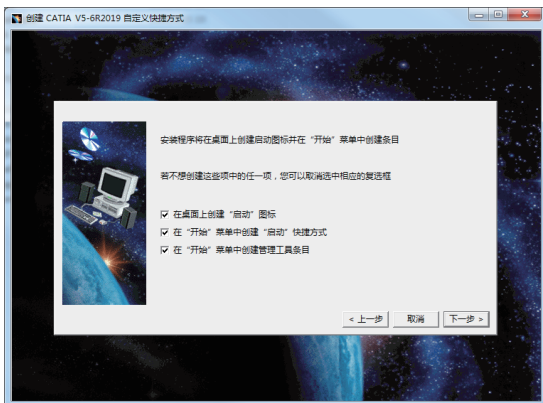 创建 CATIA V5-6R2019 自定义快捷方式
安装程序将在桌面上创建启动图标并在“开始”菜单中创建条目
若不想创建这些项中的任一项，您可以取消选中相应的复选框
在桌面上创建“启动”图标
在“开始”菜单中创建“启动”快捷方式
在“开始”菜单中创建管理工具条目
< 上一步 取消 下一步 >